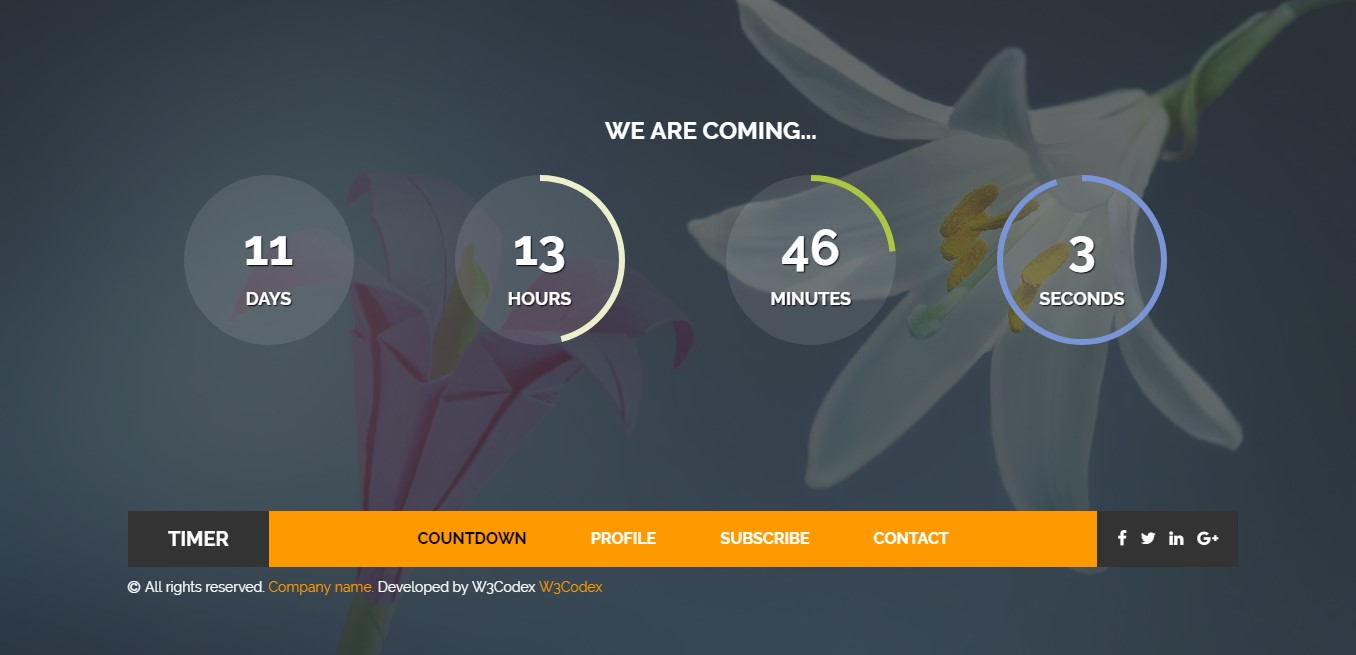 WE ARE COMING...
11 13 46 3
DAYS HOURS MINUTES SECONDS
TIMER COUNTDOWN PROFILE SUBSCRIBE CONTACT f in G+
© All rights reserved. Company name. Developed by W3Codex W3Codex